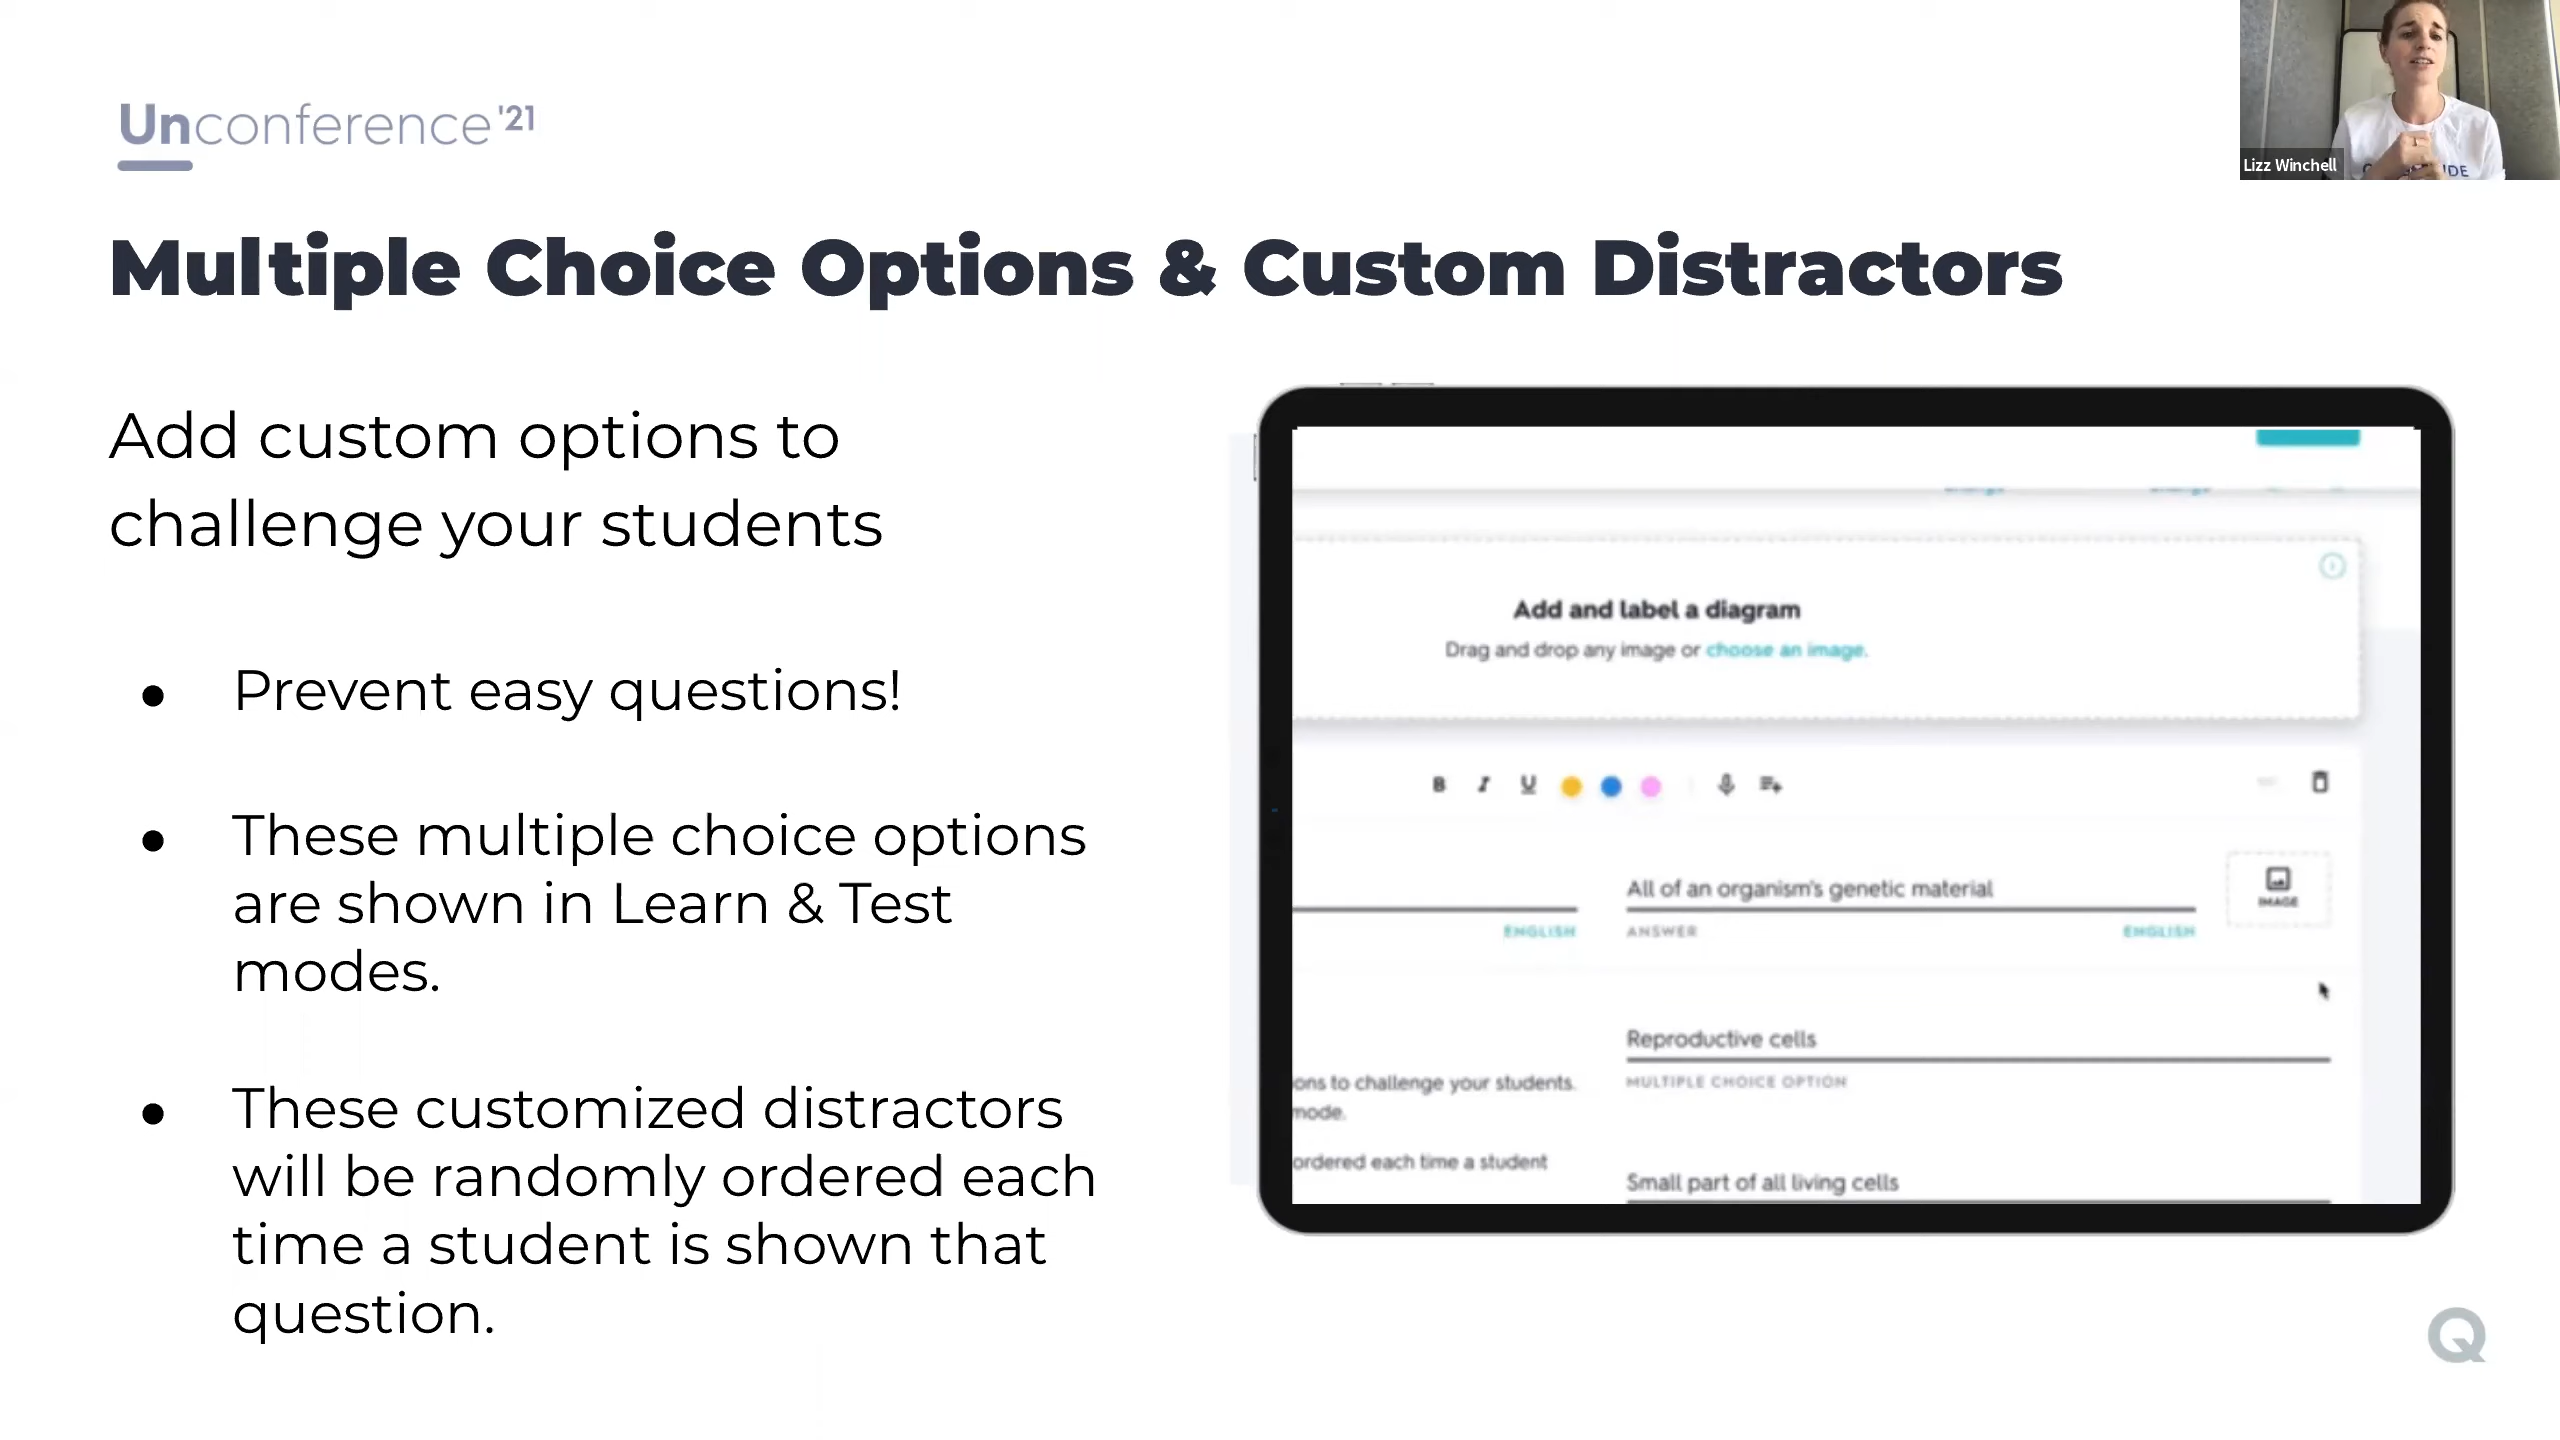 Unconference '21
Lizz Winchell
Multiple Choice Options & Custom Distractors
Add custom options to
challenge your students
● Prevent easy questions!
● These multiple choice options
are shown in Learn & Test
modes.
● These customized distractors
will be randomly ordered each
time a student is shown that
question.
Add and label a diagram
Drag and drop any image or choose an image.
B I U
All of an organism's genetic material
IMAGE
ENGLISH
ANSWER
ENGLISH
Reproductive cells
MULTIPLE CHOICE OPTION
ons to challenge your students.
mode.
ordered each time a student
Small part of all living cells
Q